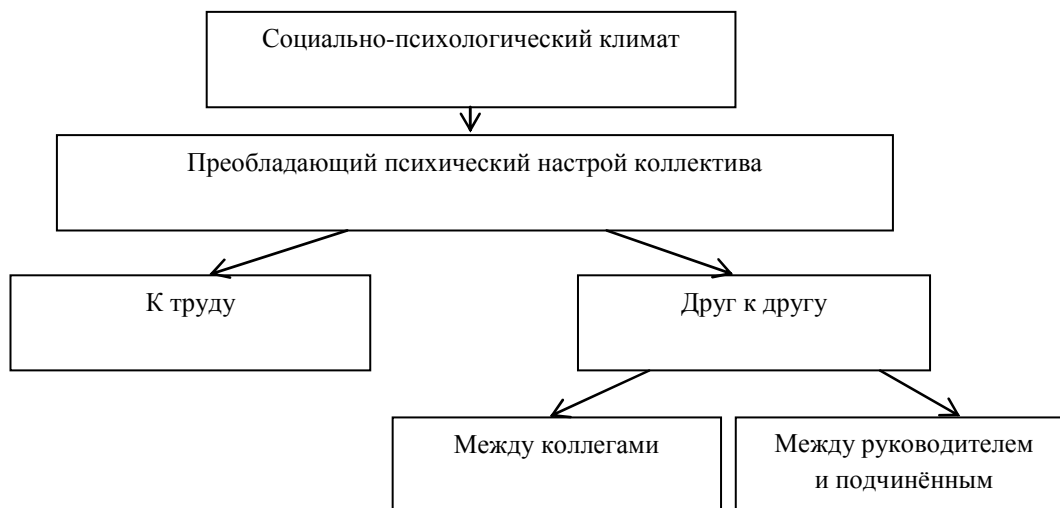 Социально-психологический климат
Преобладающий психический настрой коллектива
К труду
Друг к другу
Между коллегами
Между руководителем
и подчинённым